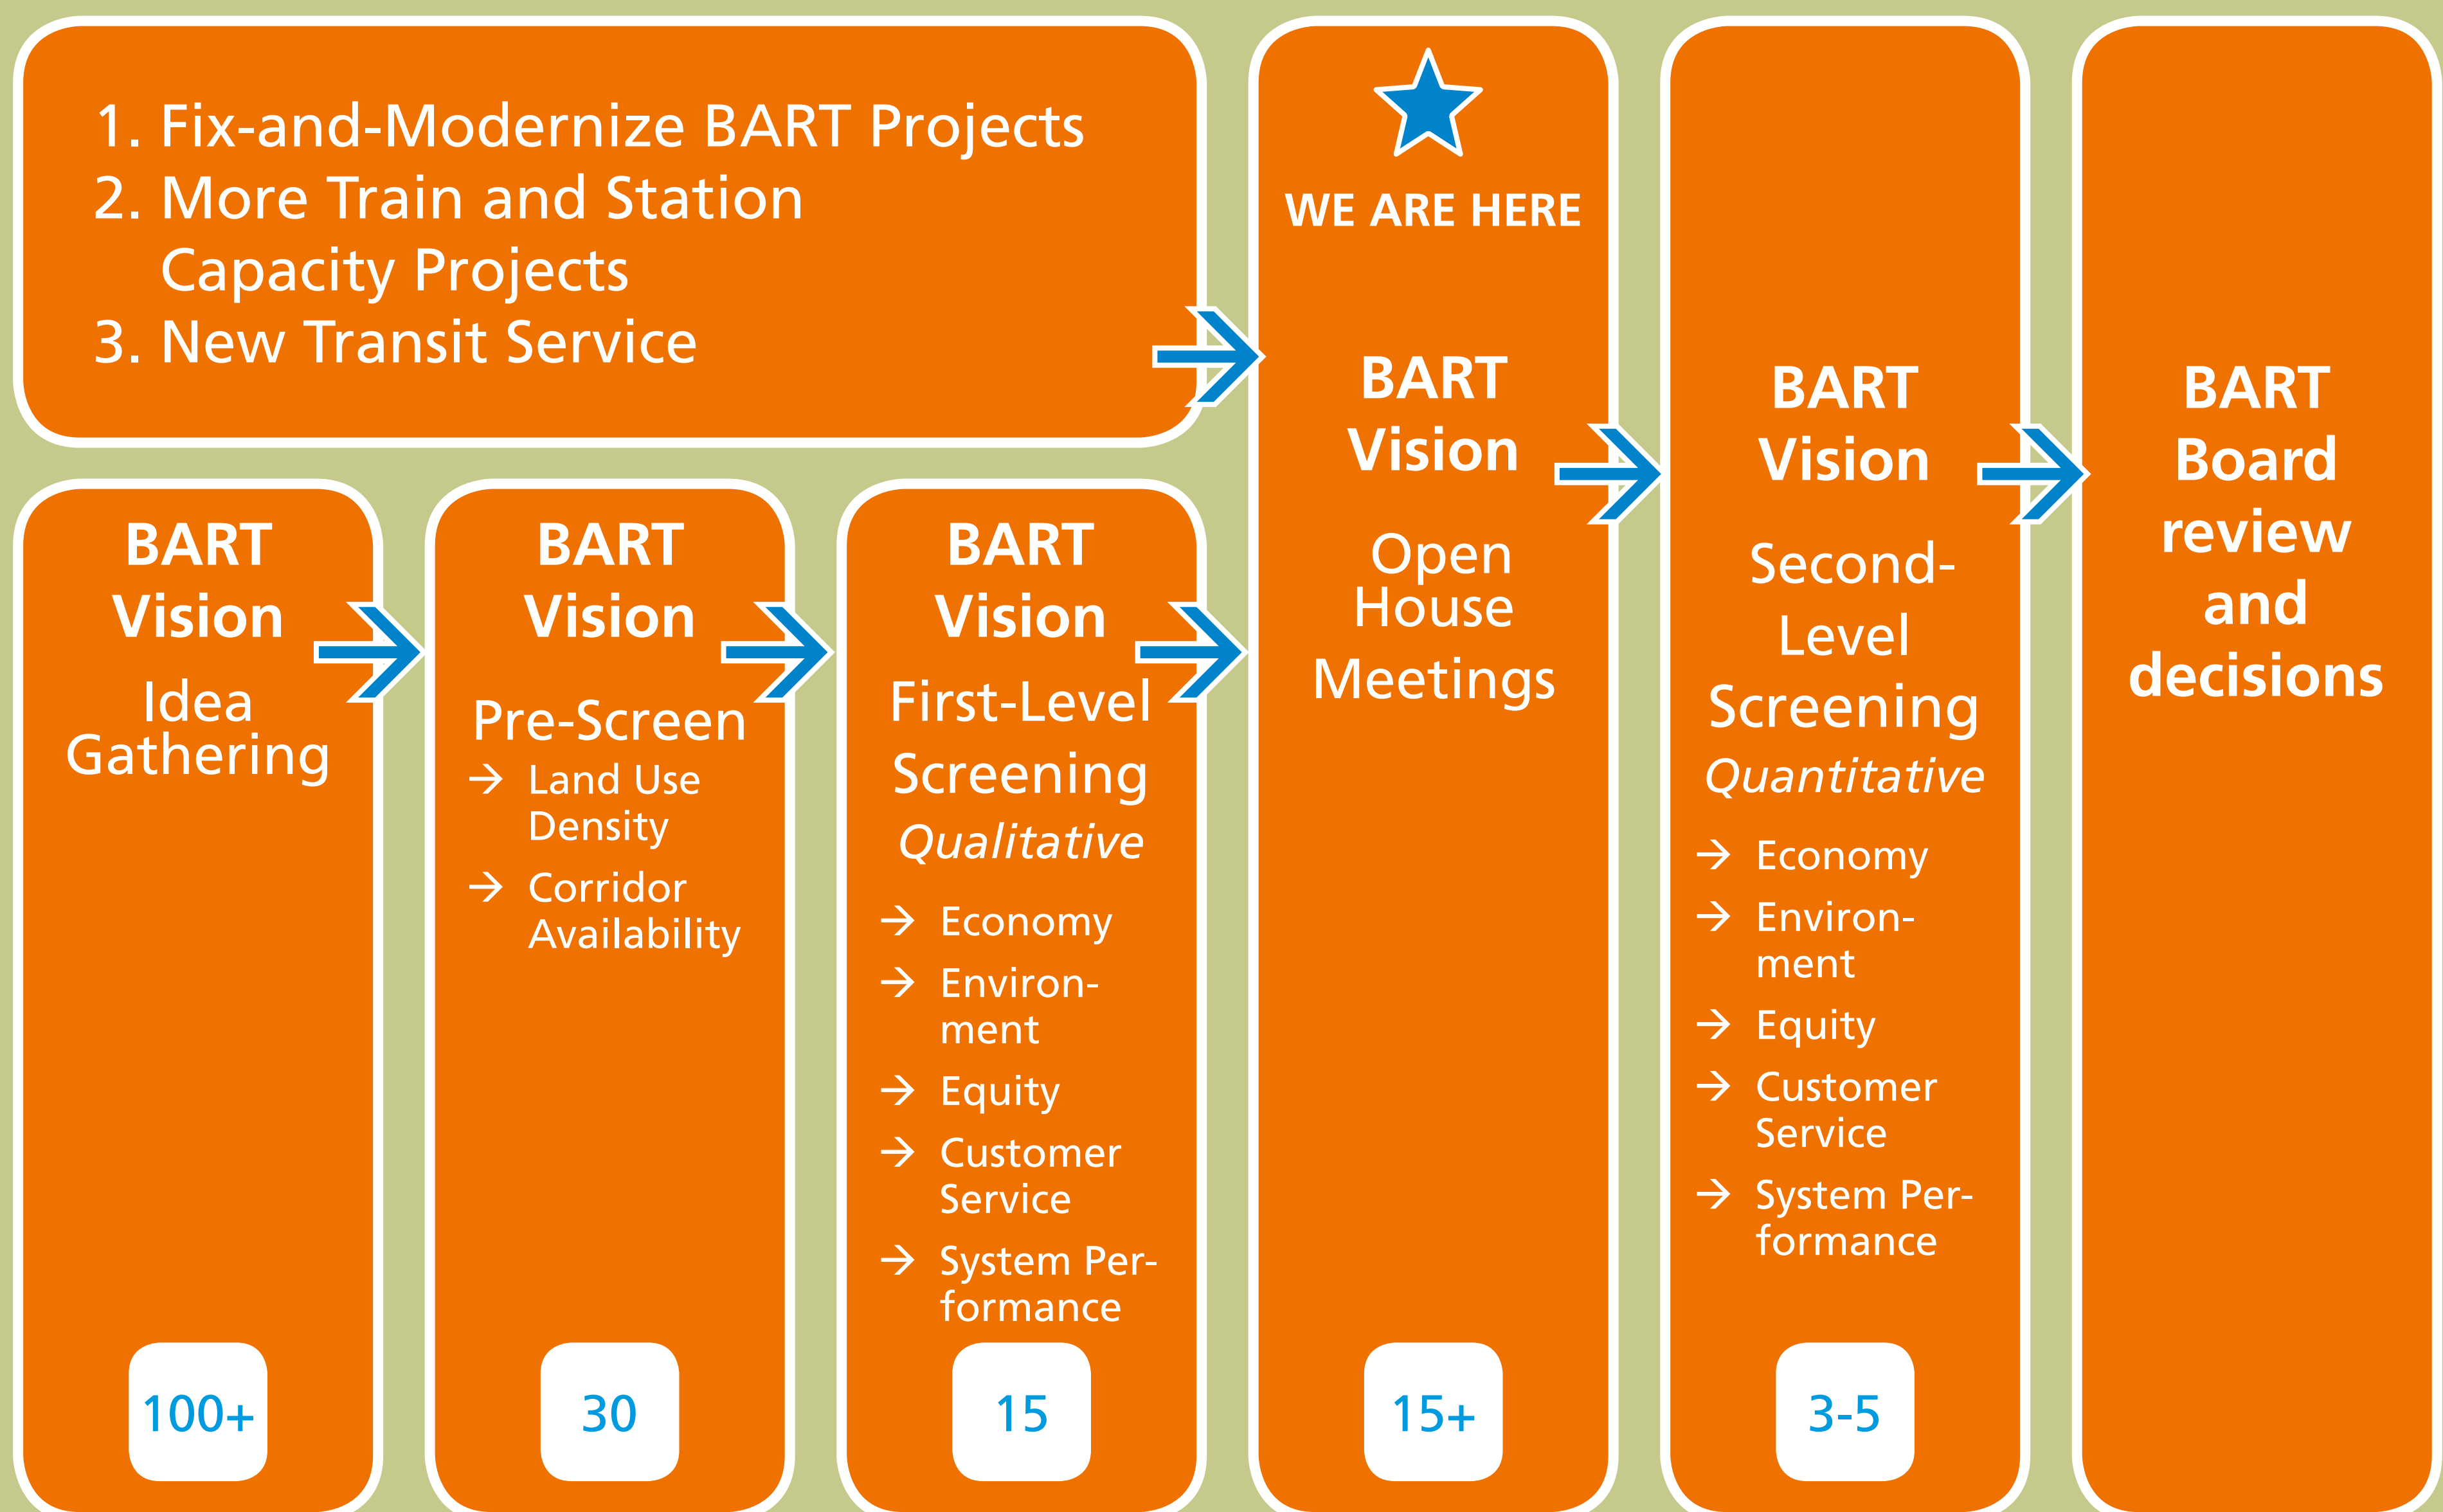 1. Fix-and-Modernize BART Projects
2. More Train and Station
Capacity Projects
3. New Transit Service
BART
Vision
Idea
Gathering
100+
BART
Vision
Pre-Screen
→ Land Use
Density
→ Corridor
Availability
30
BART
Vision
First-Level
Screening
Qualitative
→ Economy
→ Environ-
ment
→ Equity
→ Customer
Service
→ System Per-
formance
15
WE ARE HERE
BART
Vision
Open
House
Meetings
15+
BART
Vision
Second-
Level
Screening
Quantitative
→ Economy
→ Environ-
ment
→ Equity
→ Customer
Service
→ System Per-
formance
3-5
BART
Board
review
and
decisions